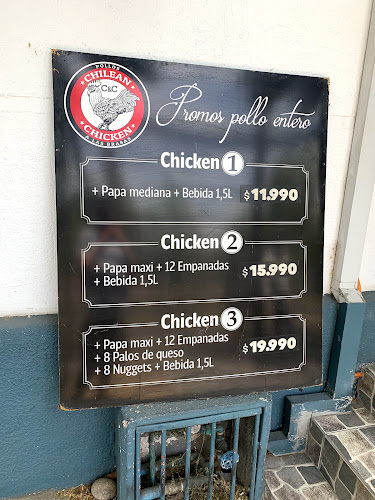 POLLOS
CHILEAN
C&C
CHICKEN
A LAS BRASAS
Promos pollo entero
Chicken 1
+ Papa mediana + Bebida 1,5L $11.990
Chicken 2
+ Papa maxi + 12 Empanadas
+ Bebida 1,5L
$15.990
Chicken 3
+ Papa maxi + 12 Empanadas
+ 8 Palos de queso
+ 8 Nuggets + Bebida 1,5L
$19.990